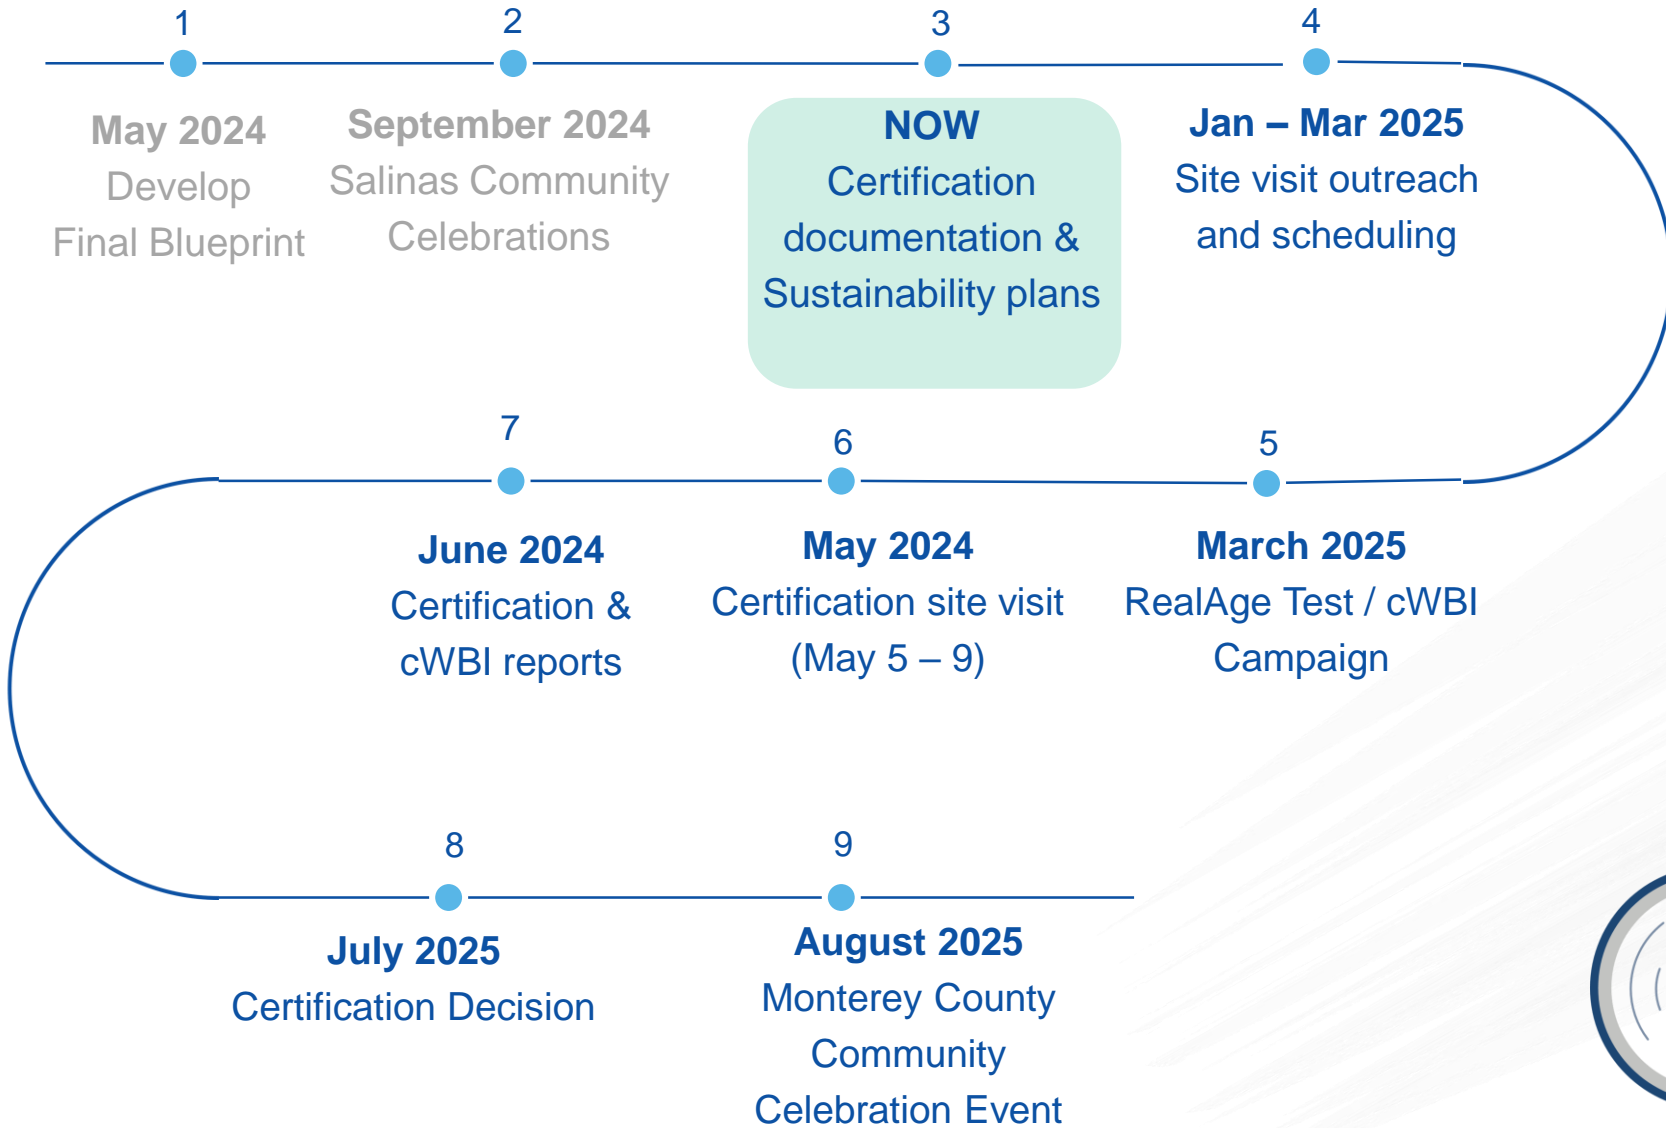 1
May 2024
Develop
Final Blueprint
2
September 2024
Salinas Community
Celebrations
3
NOW
Certification
documentation &
Sustainability plans
4
Jan – Mar 2025
Site visit outreach
and scheduling
5
March 2025
RealAge Test / cWBI
Campaign
6
May 2024
Certification site visit
(May 5 – 9)
7
June 2024
Certification &
cWBI reports
8
July 2025
Certification Decision
9
August 2025
Monterey County
Community
Celebration Event